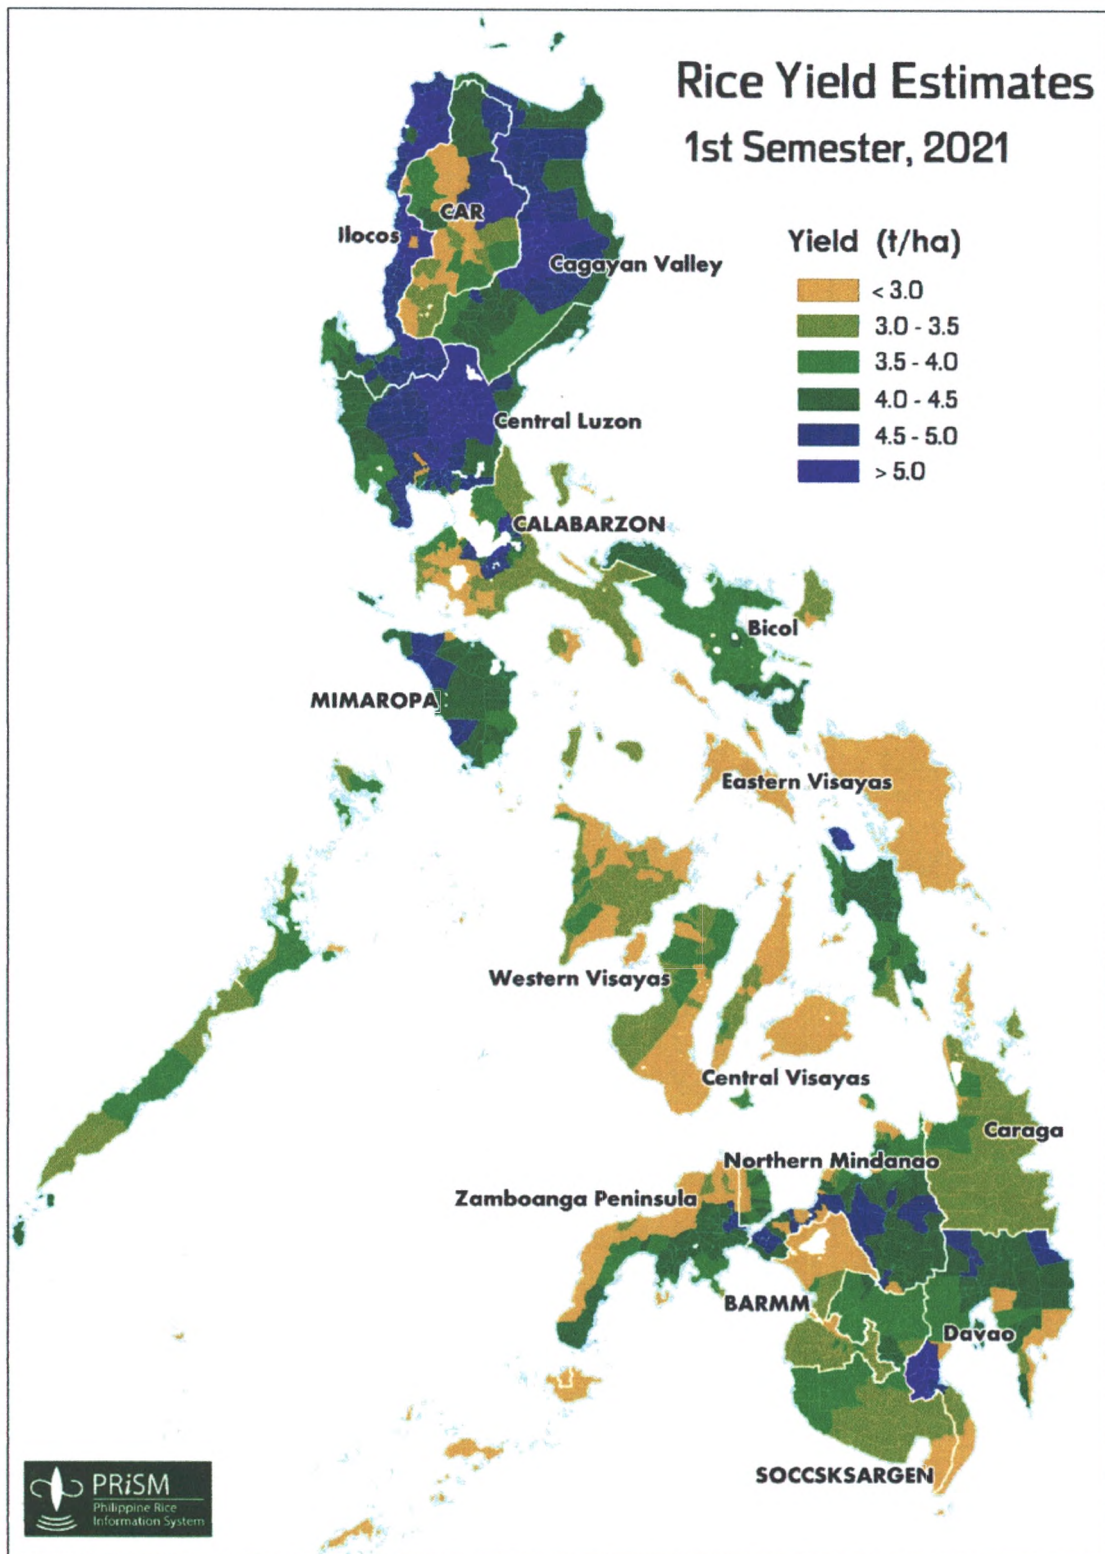 Rice Yield Estimates
1st Semester, 2021
Yield (t/ha)
< 3.0
3.0 - 3.5
3.5 - 4.0
4.0 - 4.5
4.5 - 5.0
> 5.0
CAR
Ilocos
Cagayan Valley
Central Luzon
CALABARZON
Bicol
MIMAROPA
Eastern Visayas
Western Visayas
Central Visayas
Caraga
Northern Mindanao
Zamboanga Peninsula
BARMM
Davao
SOCCSKSARGEN
PRiSM
Philippine Rice
Information System